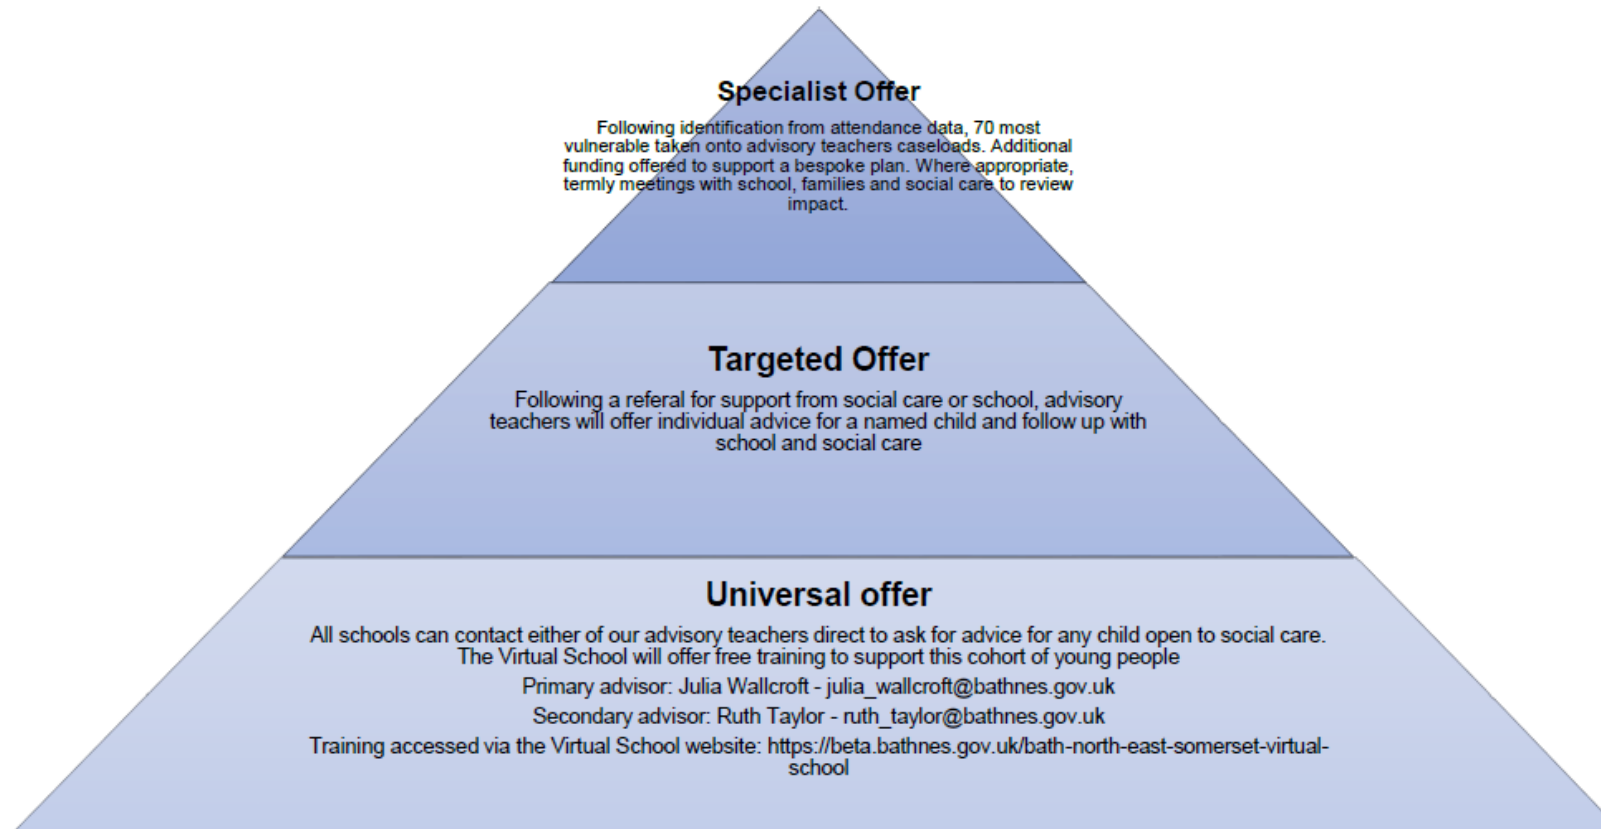 Specialist Offer
Following identification from attendance data, 70 most
vulnerable taken onto advisory teachers caseloads. Additional
funding offered to support a bespoke plan. Where appropriate,
termly meetings with school, families and social care to review
impact.
Targeted Offer
Following a referal for support from social care or school, advisory
teachers will offer individual advice for a named child and follow up with
school and social care
Universal offer
All schools can contact either of our advisory teachers direct to ask for advice for any child open to social care.
The Virtual School will offer free training to support this cohort of young people
Primary advisor: Julia Wallcroft - julia_wallcroft@bathnes.gov.uk
Secondary advisor: Ruth Taylor - ruth_taylor@bathnes.gov.uk
Training accessed via the Virtual School website: https://beta.bathnes.gov.uk/bath-north-east-somerset-virtual-
school